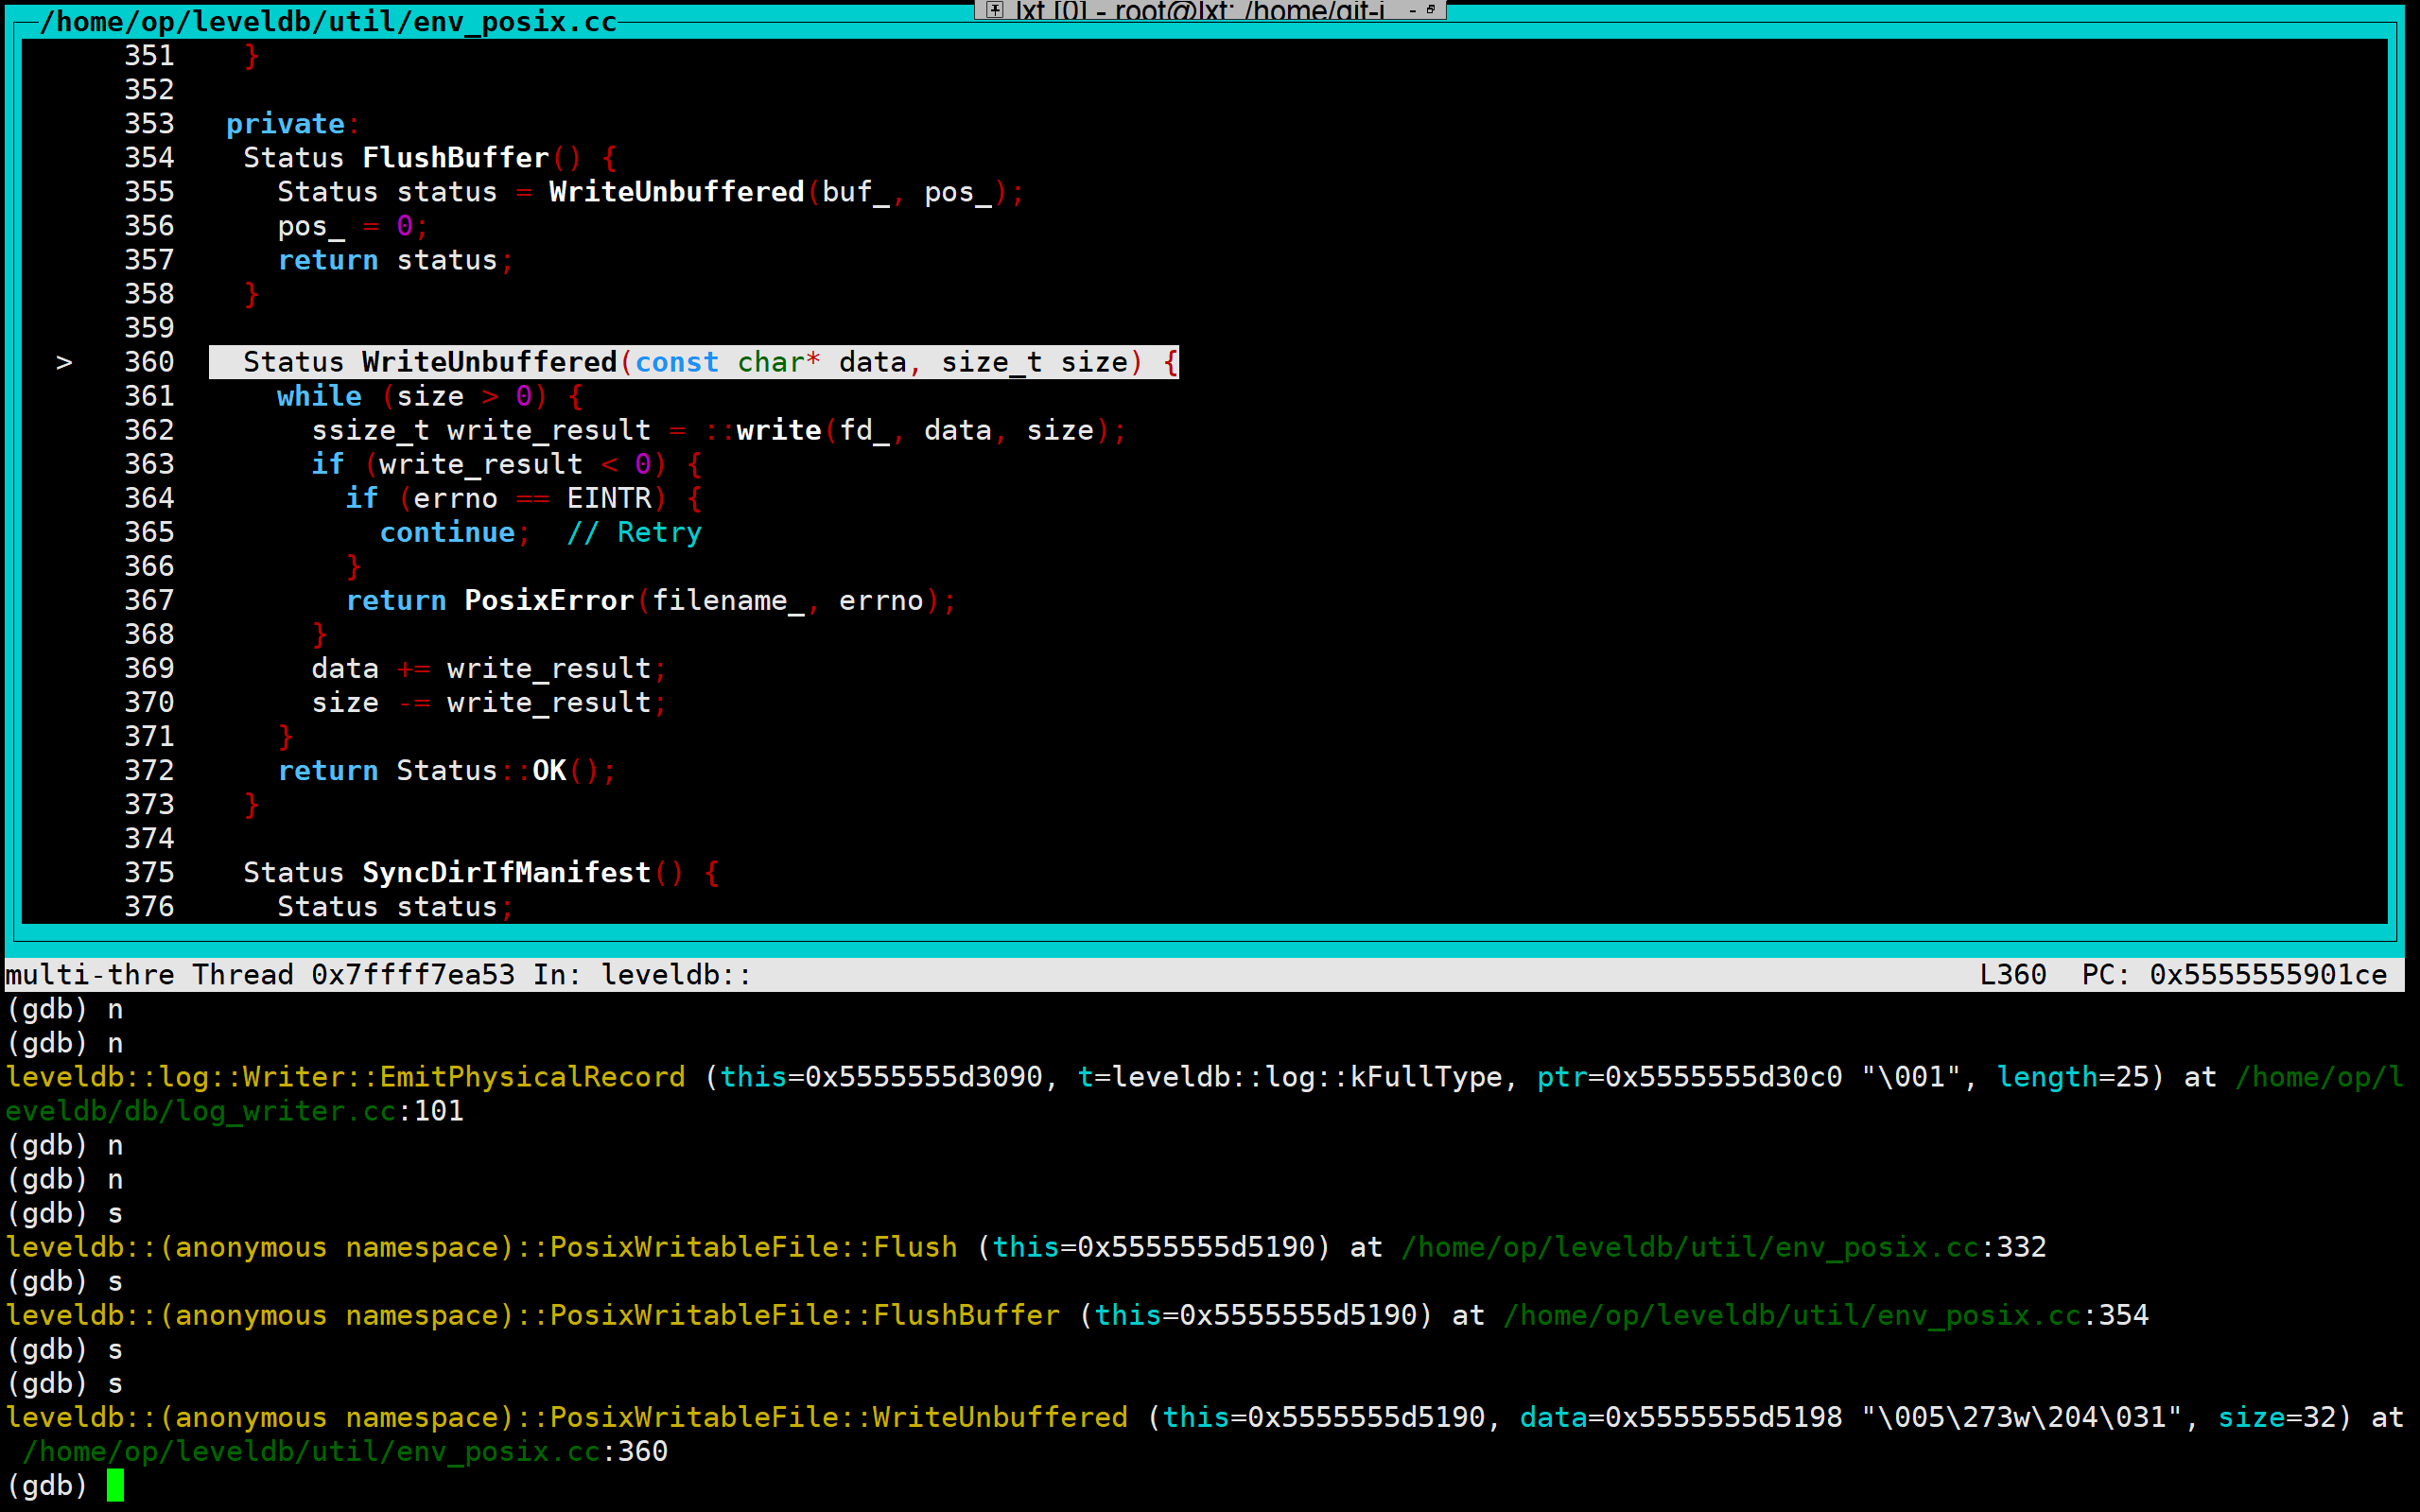 lxt [0] - root@lxt: /home/git-i
/home/op/leveldb/util/env_posix.cc
351     }
352
353    private:
354     Status FlushBuffer() {
355       Status status = WriteUnbuffered(buf_, pos_);
356       pos_ = 0;
357       return status;
358     }
359
> 360     Status WriteUnbuffered(const char* data, size_t size) {
361       while (size > 0) {
362         ssize_t write_result = ::write(fd_, data, size);
363         if (write_result < 0) {
364           if (errno == EINTR) {
365             continue;  // Retry
366           }
367           return PosixError(filename_, errno);
368         }
369         data += write_result;
370         size -= write_result;
371       }
372       return Status::OK();
373     }
374
375     Status SyncDirIfManifest() {
376       Status status;
multi-thre Thread 0x7ffff7ea53 In: leveldb:: L360 PC: 0x5555555901ce
(gdb) n
(gdb) n
leveldb::log::Writer::EmitPhysicalRecord (this=0x5555555d3090, t=leveldb::log::kFullType, ptr=0x5555555d30c0 "\001", length=25) at /home/op/l
eveldb/db/log_writer.cc:101
(gdb) n
(gdb) n
(gdb) s
leveldb::(anonymous namespace)::PosixWritableFile::Flush (this=0x5555555d5190) at /home/op/leveldb/util/env_posix.cc:332
(gdb) s
leveldb::(anonymous namespace)::PosixWritableFile::FlushBuffer (this=0x5555555d5190) at /home/op/leveldb/util/env_posix.cc:354
(gdb) s
(gdb) s
leveldb::(anonymous namespace)::PosixWritableFile::WriteUnbuffered (this=0x5555555d5190, data=0x5555555d5198 "\005\273w\204\031", size=32) at
 /home/op/leveldb/util/env_posix.cc:360
(gdb)